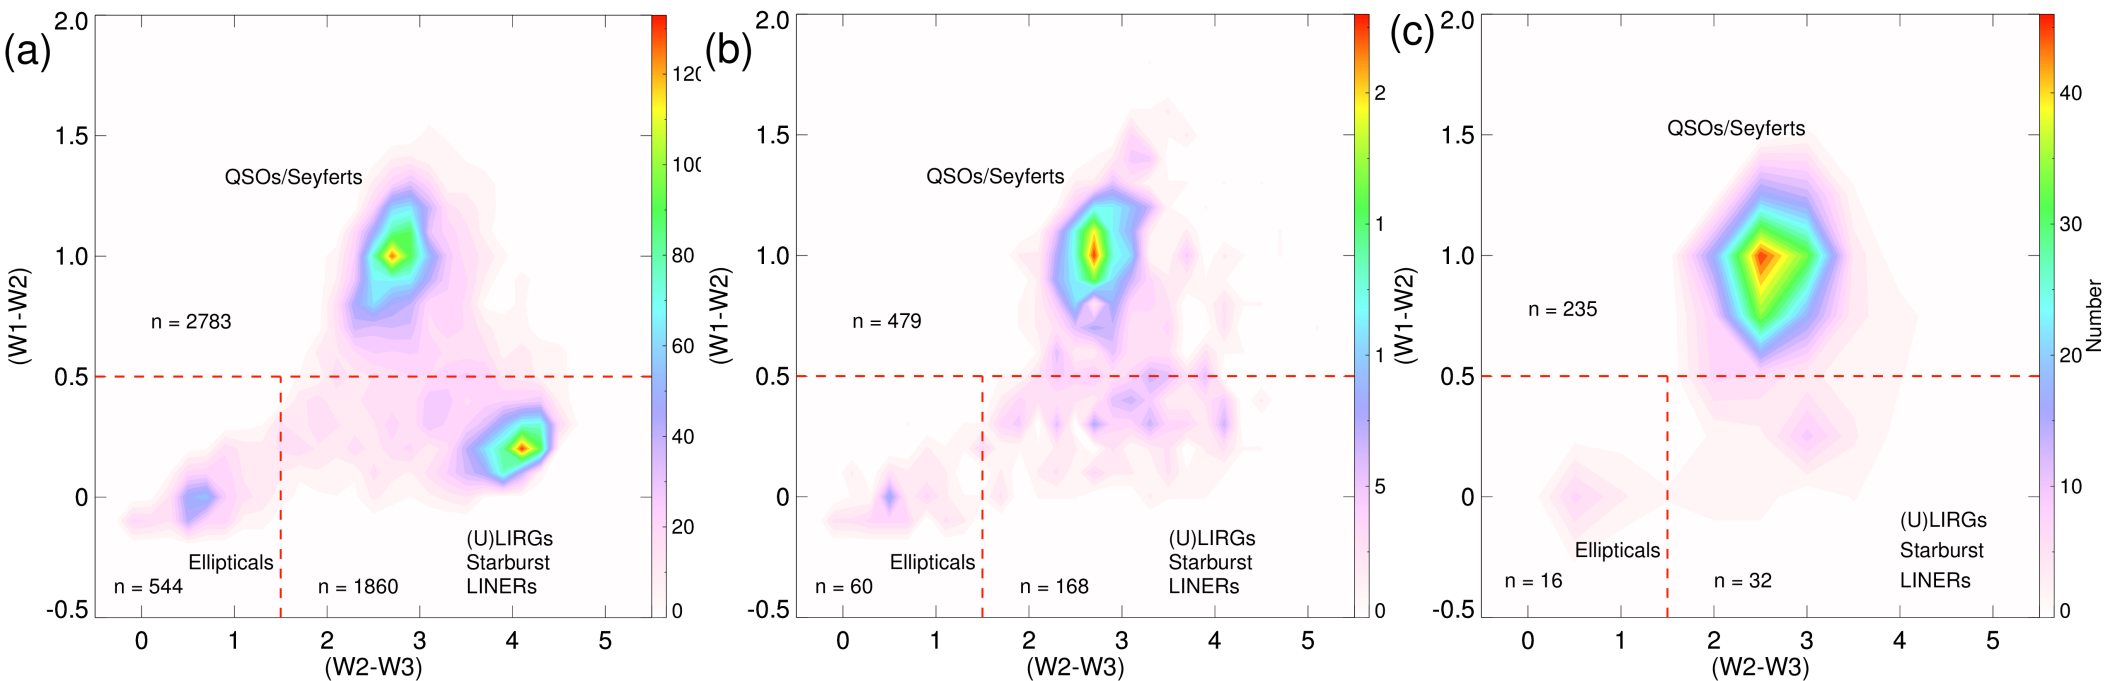 (a)
2.0
1.5
1.0
0.5
0
-0.5
(W1-W2)
QSOs/Seyferts
n = 2783
Ellipticals
n = 544
n = 1860
(U)LIRGs
Starburst
LINERs
0 1 2 3 4 5
(W2-W3)
120
100
80
60
40
20
0
(b)
2.0
1.5
1.0
0.5
0
-0.5
(W1-W2)
QSOs/Seyferts
n = 479
Ellipticals
n = 60
n = 168
(U)LIRGs
Starburst
LINERs
0 1 2 3 4 5
(W2-W3)
2
1
1
5
0
(c)
2.0
1.5
1.0
0.5
0
-0.5
(W1-W2)
QSOs/Seyferts
n = 235
Ellipticals
n = 16
n = 32
(U)LIRGs
Starburst
LINERs
0 1 2 3 4 5
(W2-W3)
40
30
20
10
0
Number